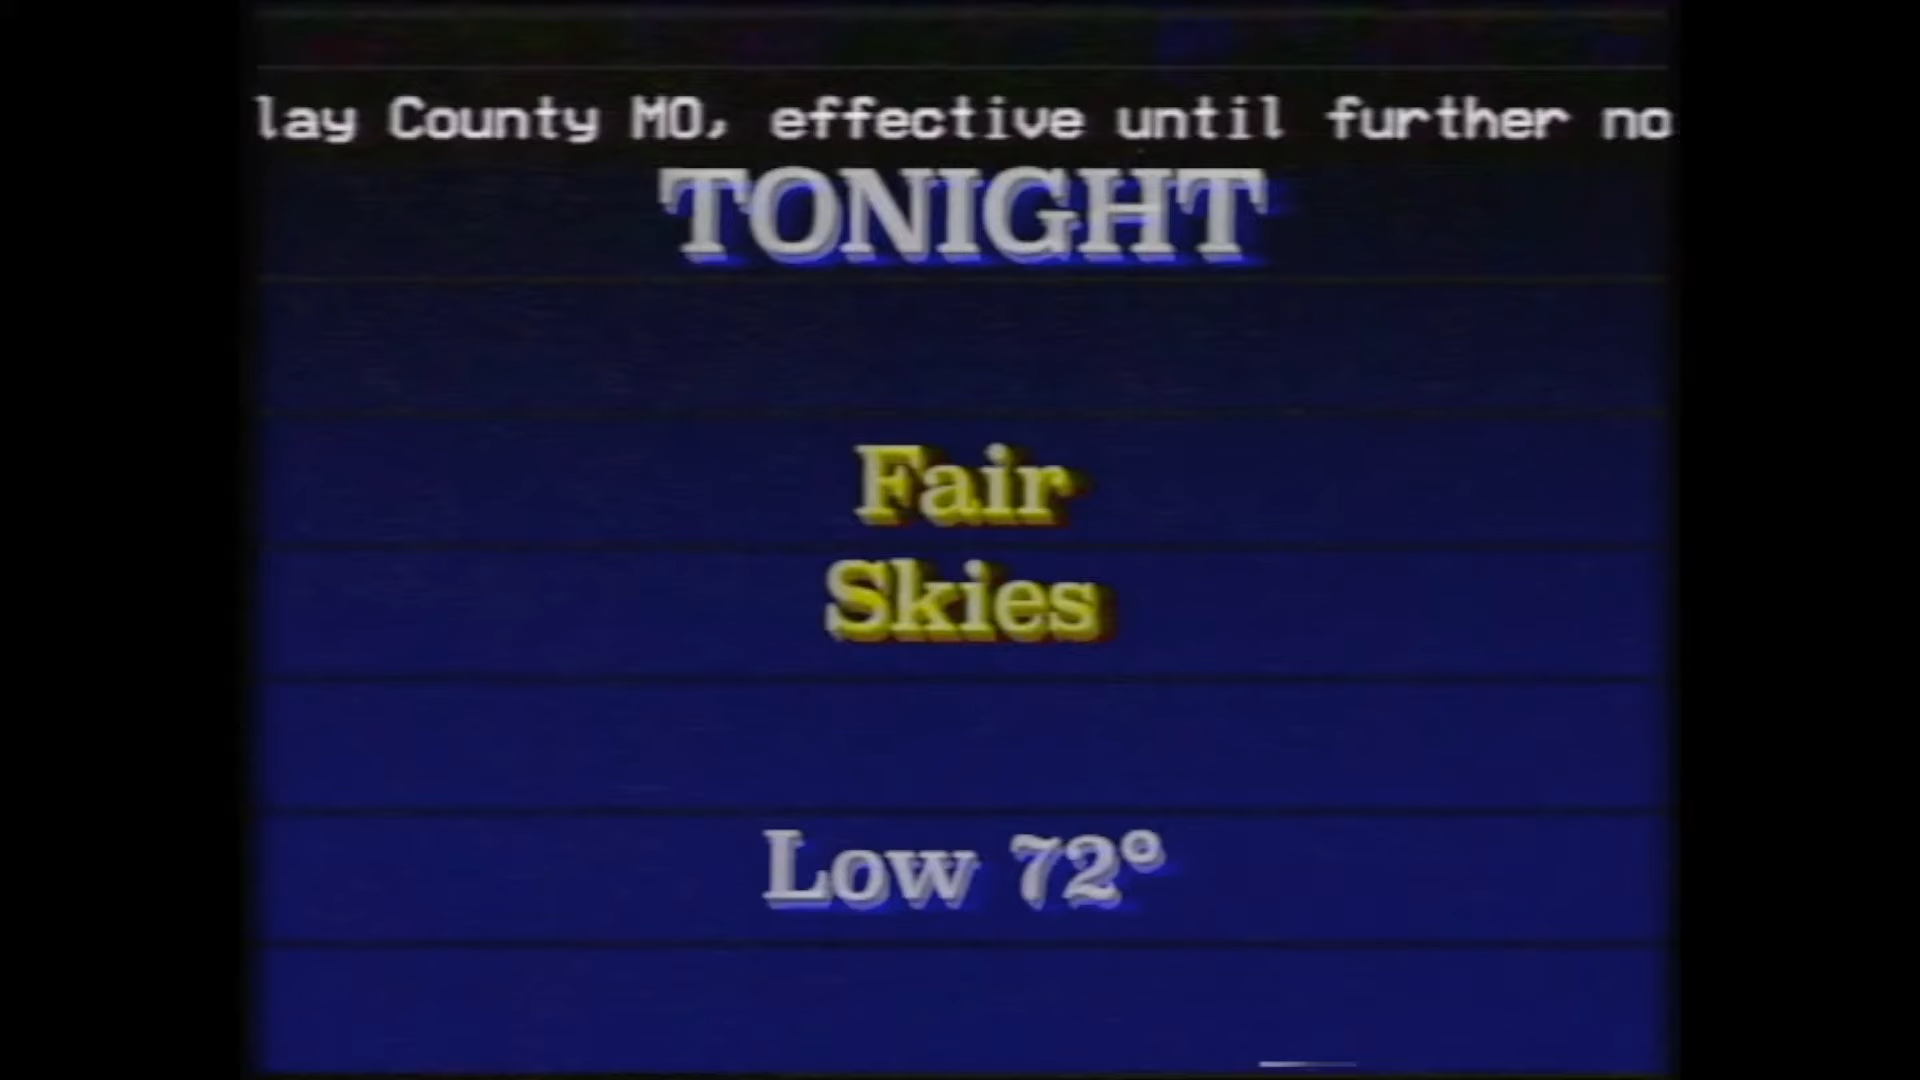 lay County MO, effective until further no
TONIGHT
Fair
Skies
Low 72°